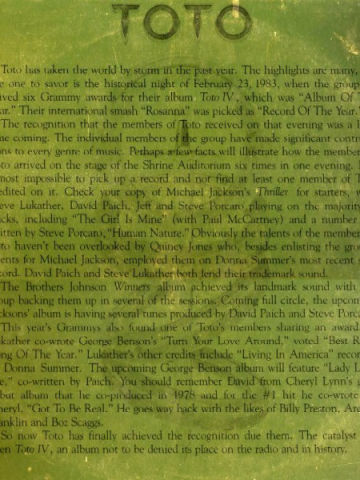 TOTO
Toto has taken the world by storm in the past year. The highlights are many,
e one to savor is the historical night of February 23, 1983, when the group
ived six Grammy awards for their album Toto IV, which was "Album Of
ar." Their international smash "Rosanna" was picked as "Record Of The Year."
The recognition that the members of Toto received on that evening was a
me coming. The individual members of the group have made significant contri
ons to every genre of music. Perhaps a few facts will illustrate how the member
to arrived on the stage of the Shrine Auditorium six times in one evening.
most impossible to pick up a record and not find at least one member of T
edited on it. Check your copy of Michael Jackson's Thriller for starters,
eve Lukather, David Paich, Jeff and Steve Porcaro playing on the majority
cks, including "The Girl Is Mine" (with Paul McCartney) and a number
itten by Steve Porcaro, "Human Nature." Obviously the talents of the member
to haven't been overlooked by Quincy Jones who, besides enlisting the grou
ents for Michael Jackson, employed them on Donna Summer's most recent s
cord. David Paich and Steve Lukather both lend their trademark sound.
The Brothers Johnson Winners album achieved its landmark sound with
oup backing them up in several of the sessions. Coming full circle, the upcom
cksons' album is having several tunes produced by David Paich and Steve Porca
This year's Grammys also found one of Toto's members sharing an award
kather co-wrote George Benson's "Turn Your Love Around," voted "Best R
ong Of The Year." Lukather's other credits include "Living In America" recor
Donna Summer. The upcoming George Benson album will feature "Lady L
e," co-written by Paich. You should remember David from Cheryl Lynn's
but album that he co-produced in 1978 and for the #1 hit he co-wrote
heryl, "Got To Be Real." He goes way back with the likes of Billy Preston, Are
anklin and Boz Scaggs.
So now Toto has finally achieved the recognition due them. The catalyst
en Toto IV, an album not to be denied its place on the radio and in history.